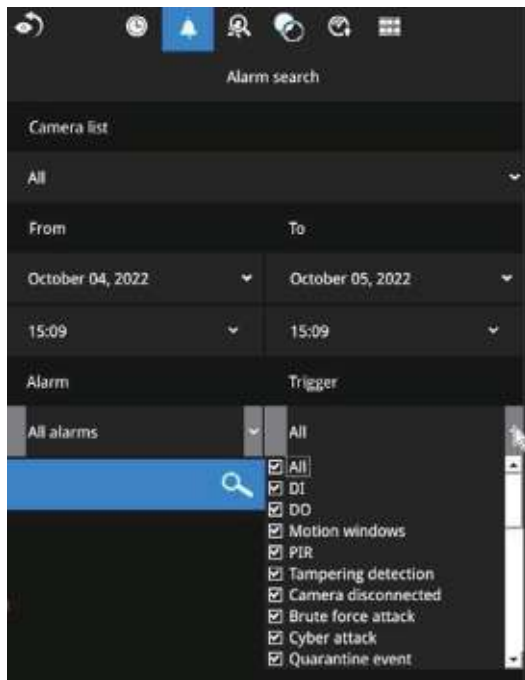 Alarm search
Camera list
All
From To
October 04, 2022 October 05, 2022
15:09 15:09
Alarm Trigger
All alarms All
All
DI
DO
Motion windows
PIR
Tampering detection
Camera disconnected
Brute force attack
Cyber attack
Quarantine event